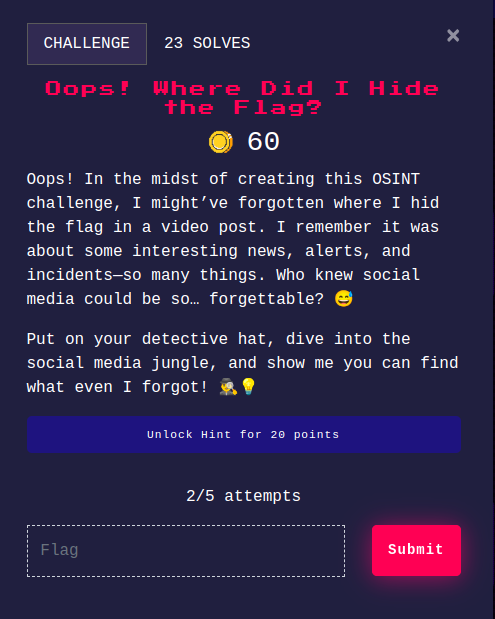 CHALLENGE 23 SOLVES ×
Oops! Where Did I Hide
the Flag?
60
Oops! In the midst of creating this OSINT
challenge, I might’ve forgotten where I hid
the flag in a video post. I remember it was
about some interesting news, alerts, and
incidents—so many things. Who knew social
media could be so… forgettable? 😅
Put on your detective hat, dive into the
social media jungle, and show me you can find
what even I forgot! 🕵️💡
Unlock Hint for 20 points
2/5 attempts
Flag Submit